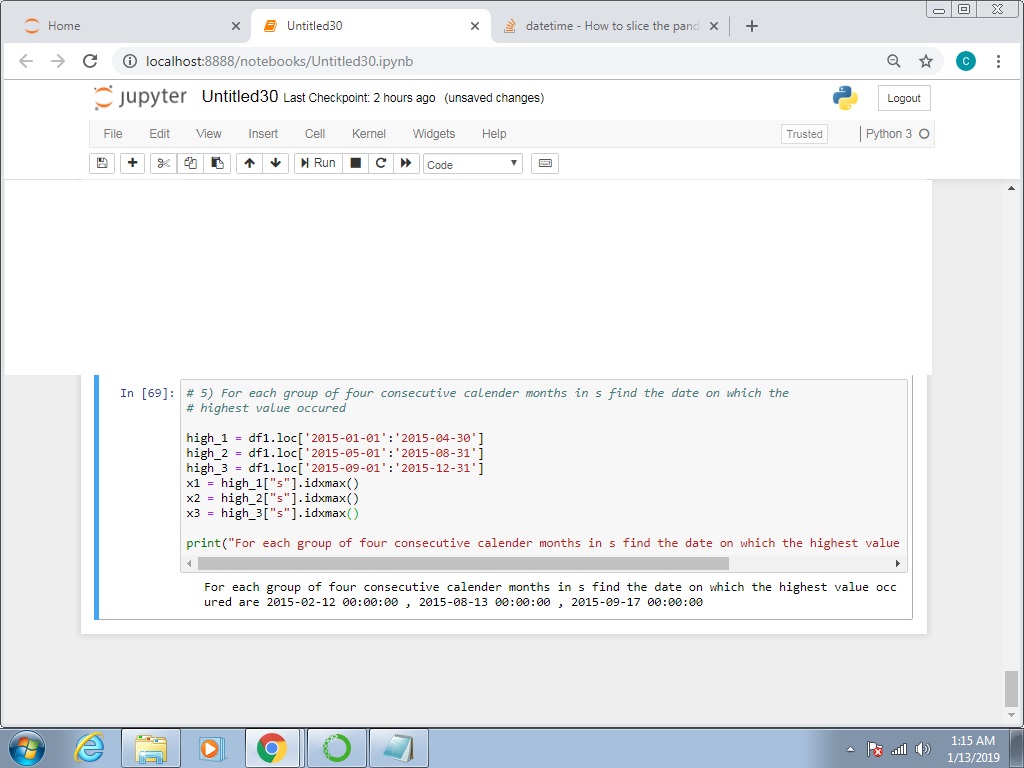 Home
Untitled30
datetime - How to slice the pand
localhost:8888/notebooks/Untitled30.ipynb
C
jupyter Untitled30 Last Checkpoint: 2 hours ago (unsaved changes)
Logout
File Edit View Insert Cell Kernel Widgets Help
Trusted
Python 3
Run
Code
In [69]:
# 5) For each group of four consecutive calender months in s find the date on which the
# highest value occured
high_1 = df1.loc['2015-01-01':'2015-04-30']
high_2 = df1.loc['2015-05-01':'2015-08-31']
high_3 = df1.loc['2015-09-01':'2015-12-31']
x1 = high_1["s"].idxmax()
x2 = high_2["s"].idxmax()
x3 = high_3["s"].idxmax()
print("For each group of four consecutive calender months in s find the date on which the highest value
For each group of four consecutive calender months in s find the date on which the highest value occ
ured are 2015-02-12 00:00:00 , 2015-08-13 00:00:00 , 2015-09-17 00:00:00
1:15 AM
1/13/2019